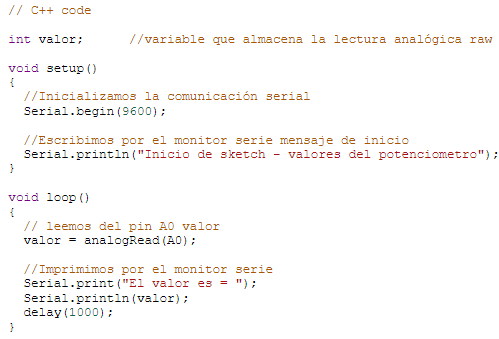 // C++ code
int valor;      //variable que almacena la lectura analógica raw
void setup()
{
  //Inicializamos la comunicación serial
  Serial.begin(9600);
  //Escribimos por el monitor serie mensaje de inicio
  Serial.println("Inicio de sketch - valores del potenciometro");
}
void loop()
{
  // leemos del pin A0 valor
  valor = analogRead(A0);
  //Imprimimos por el monitor serie
  Serial.print("El valor es = ");
  Serial.println(valor);
  delay(1000);
}